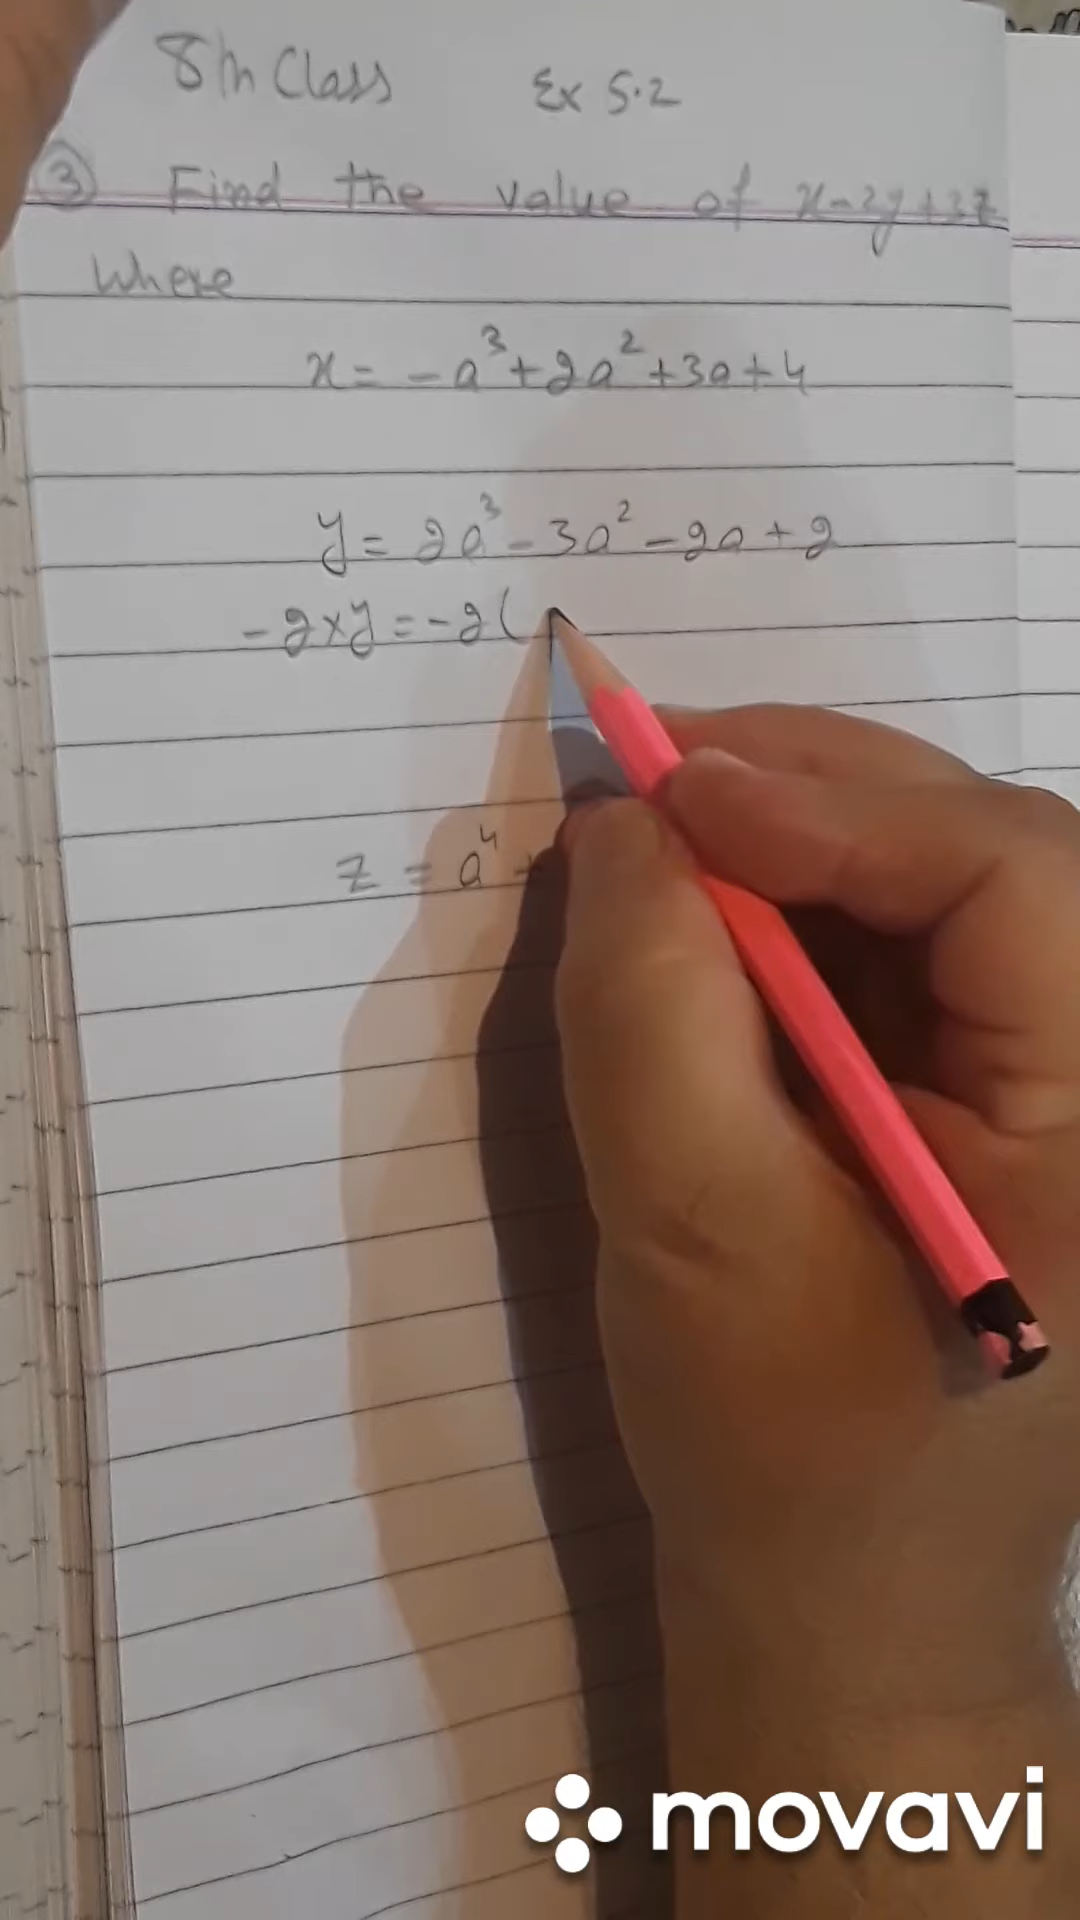 8th Class Ex 5.2
③ Find the value of x-2y+3z
Where
x = -a³+2a²+3a+4
y = 2a³-3a²-2a+2
-2×y = -2(
z = a⁴ +
movavi